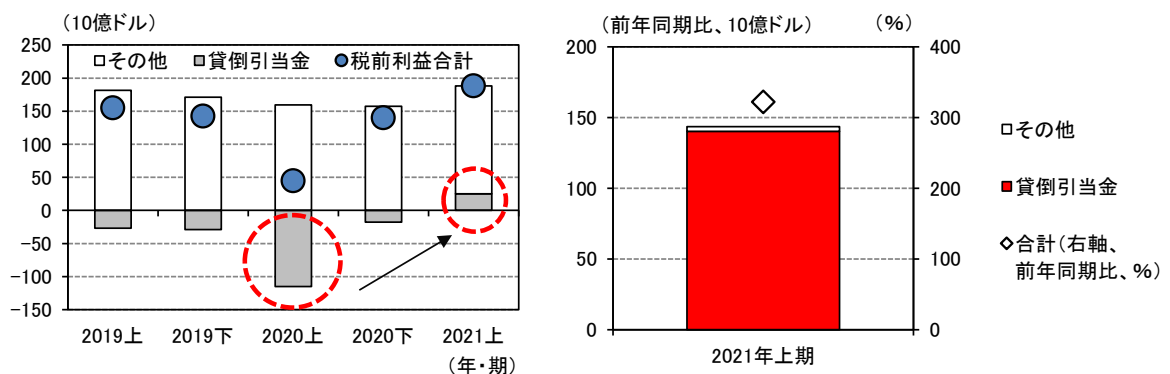 (10億ドル)
250
200
150
100
50
0
-50
-100
-150
その他
貸倒引当金
税前利益合計
2019上
2019下
2020上
2020下
2021上
(年・期)
(前年同期比、10億ドル)
(%)
200
150
100
50
0
400
300
200
100
0
2021年上期
その他
貸倒引当金
合計(右軸、
前年同期比、%)